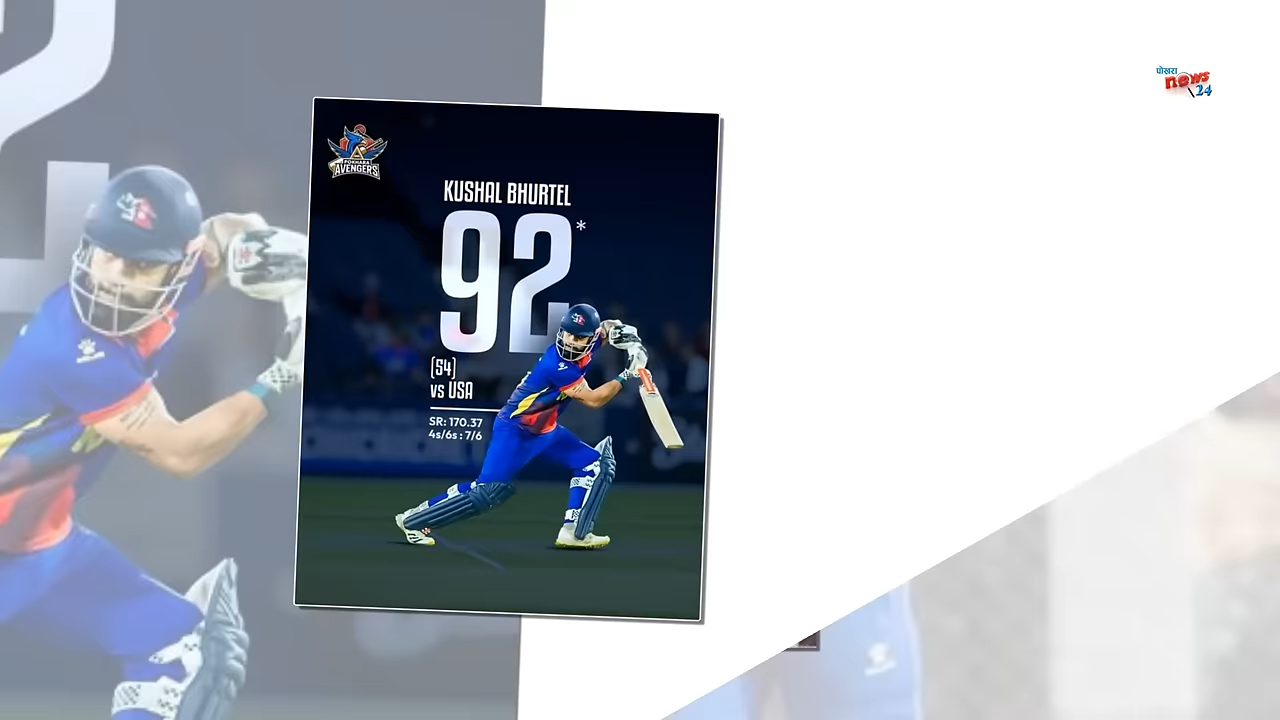 पोखरा
news
24
POKHARA
AVENGERS
KUSHAL BHURTEL
92*
(54)
vs USA
SR: 170.37
4s/6s : 7/6